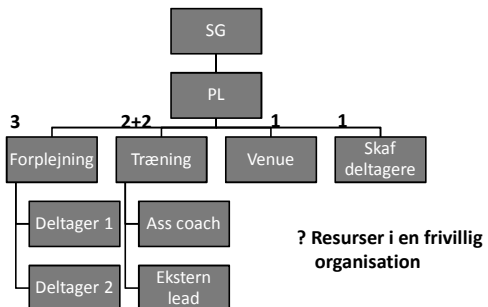 SG
PL
3
2+2
1
1
Forplejning
Træning
Venue
Skaf
deltagere
Deltager 1
Ass coach
Deltager 2
Ekstern
lead
? Resurser i en frivillig
organisation